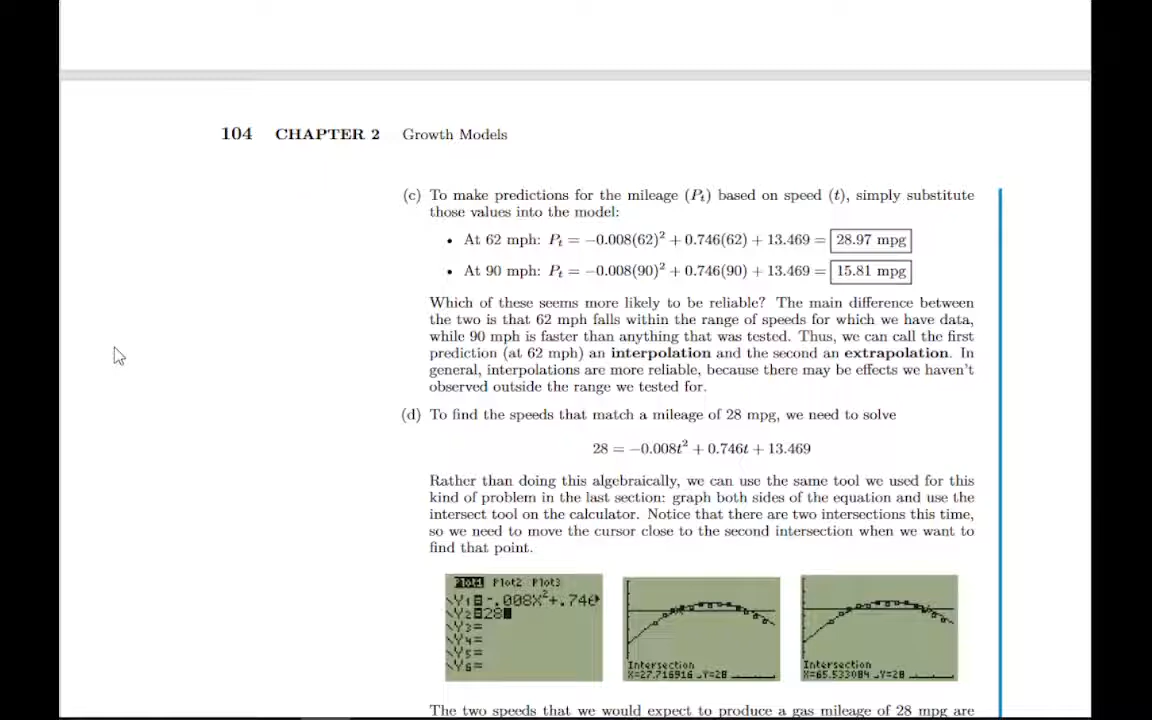 104 CHAPTER 2 Growth Models
(c) To make predictions for the mileage (Pₜ) based on speed (t), simply substitute
those values into the model:
• At 62 mph: Pₜ = −0.008(62)² + 0.746(62) + 13.469 = 28.97 mpg
• At 90 mph: Pₜ = −0.008(90)² + 0.746(90) + 13.469 = 15.81 mpg
Which of these seems more likely to be reliable? The main difference between
the two is that 62 mph falls within the range of speeds for which we have data,
while 90 mph is faster than anything that was tested. Thus, we can call the first
prediction (at 62 mph) an interpolation and the second an extrapolation. In
general, interpolations are more reliable, because there may be effects we haven't
observed outside the range we tested for.
(d) To find the speeds that match a mileage of 28 mpg, we need to solve
28 = −0.008t² + 0.746t + 13.469
Rather than doing this algebraically, we can use the same tool we used for this
kind of problem in the last section: graph both sides of the equation and use the
intersect tool on the calculator. Notice that there are two intersections this time,
so we need to move the cursor close to the second intersection when we want to
find that point.
Plot1 Plot2 Plot3
\Y1=-.008X²+.746
\Y2=28
\Y3=
\Y4=
\Y5=
\Y6=
Intersection
X=27.716916 Y=28
Intersection
X=65.533084 Y=28
The two speeds that we would expect to produce a gas mileage of 28 mpg are